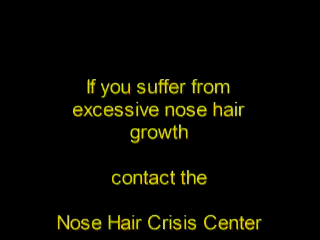 If you suffer from
excessive nose hair
growth
contact the
Nose Hair Crisis Center